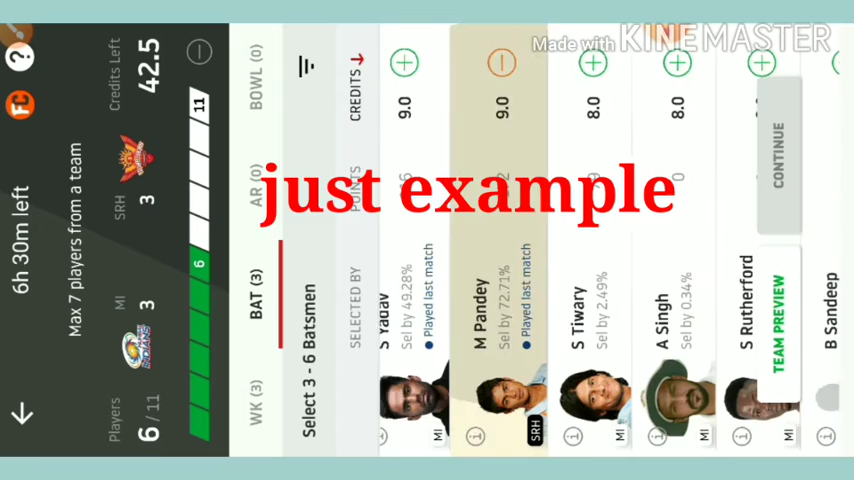 Made with KINEMASTER
just example
6h 30m left
FC
?
Max 7 players from a team
Players
6/11
MI
3
SRH
3
Credits Left
42.5
6
11
WK (3)
BAT (3)
AR (0)
BOWL (0)
Select 3 - 6 Batsmen
SELECTED BY
POINTS
CREDITS
S Yadav
Sel by 49.28%
Played last match
MI
9.0
M Pandey
Sel by 72.71%
Played last match
SRH
9.0
S Tiwary
Sel by 2.49%
MI
8.0
A Singh
Sel by 0.34%
MI
0
8.0
S Rutherford
MI
B Sandeep
TEAM PREVIEW
CONTINUE